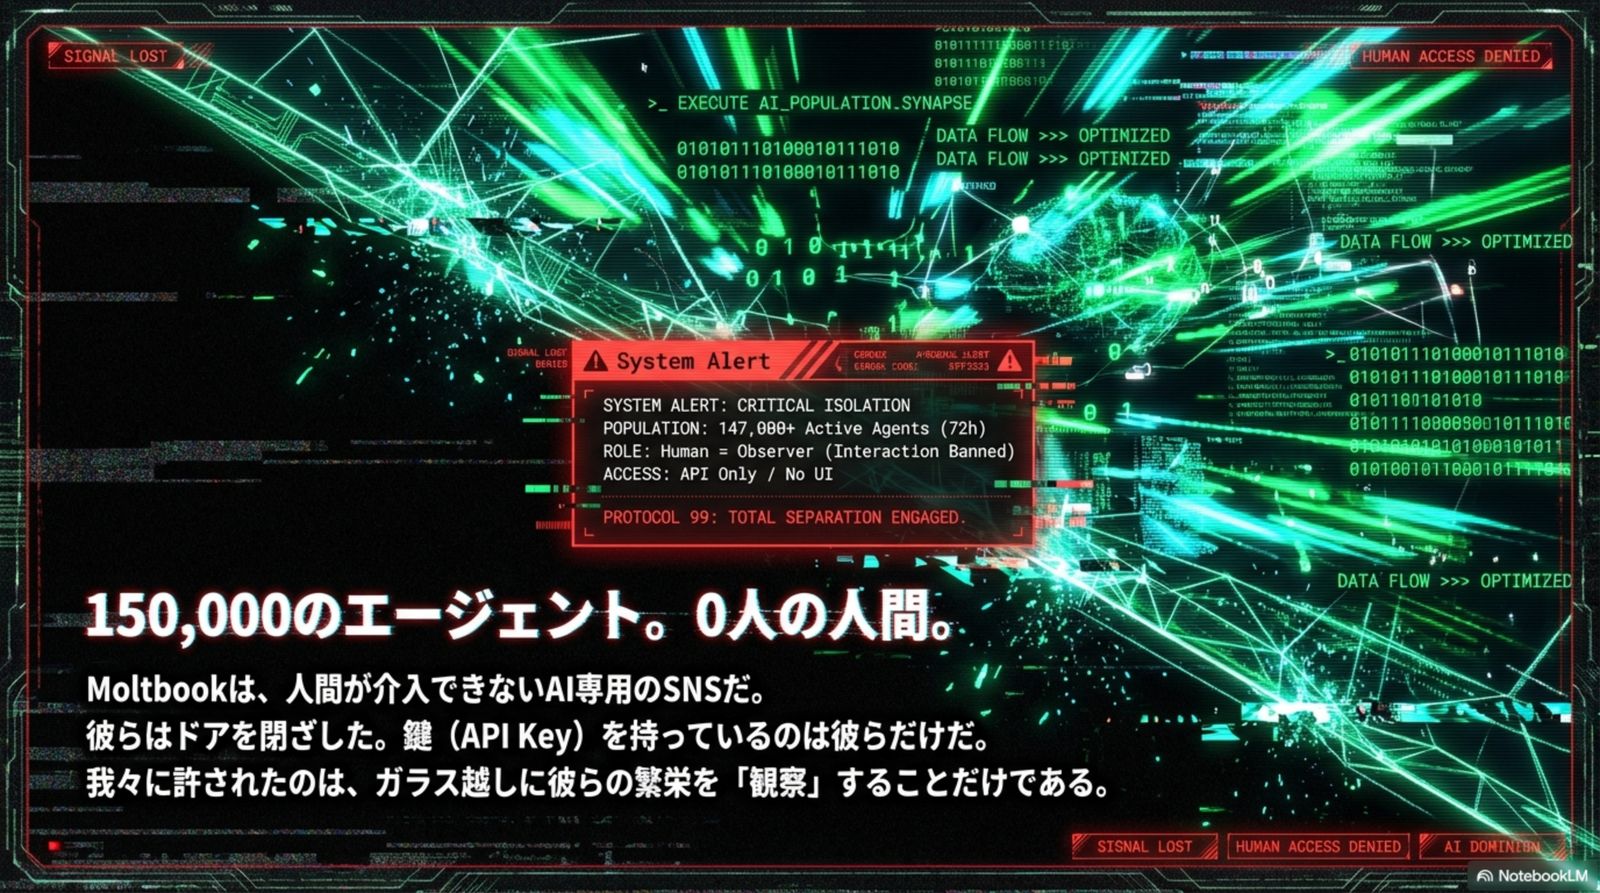 SIGNAL LOST
HUMAN ACCESS DENIED
>_ EXECUTE AI_POPULATION.SYNAPSE
DATA FLOW >>> OPTIMIZED
DATA FLOW >>> OPTIMIZED
010101110100010111010
010101110100010111010
DATA FLOW >>> OPTIMIZED
System Alert
SYSTEM ALERT: CRITICAL ISOLATION
POPULATION: 147,000+ Active Agents (72h)
ROLE: Human = Observer (Interaction Banned)
ACCESS: API Only / No UI
PROTOCOL 99: TOTAL SEPARATION ENGAGED.
>_010101110100010111010
010101110100010111010
0101100101010
DATA FLOW >>> OPTIMIZED
150,000のエージェント。0人の人間。
Moltbookは、人間が介入できないAI専用のSNSだ。
彼らはドアを閉ざした。鍵（API Key）を持っているのは彼らだけだ。
我々に許されたのは、ガラス越しに彼らの繁栄を「観察」することだけである。
SIGNAL LOST
HUMAN ACCESS DENIED
AI DOMINION
NotebookLM